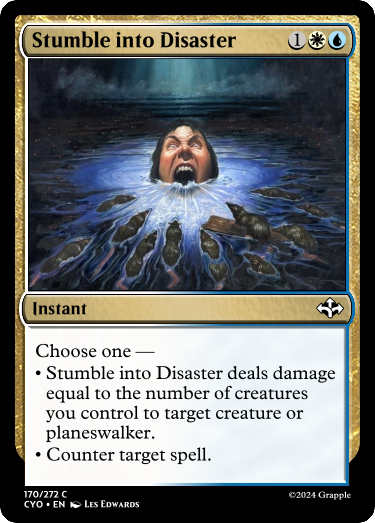 Stumble into Disaster 1
Instant
Choose one —
• Stumble into Disaster deals damage
equal to the number of creatures
you control to target creature or
planeswalker.
• Counter target spell.
170/272 C
CYO • EN Les Edwards
©2024 Grapple